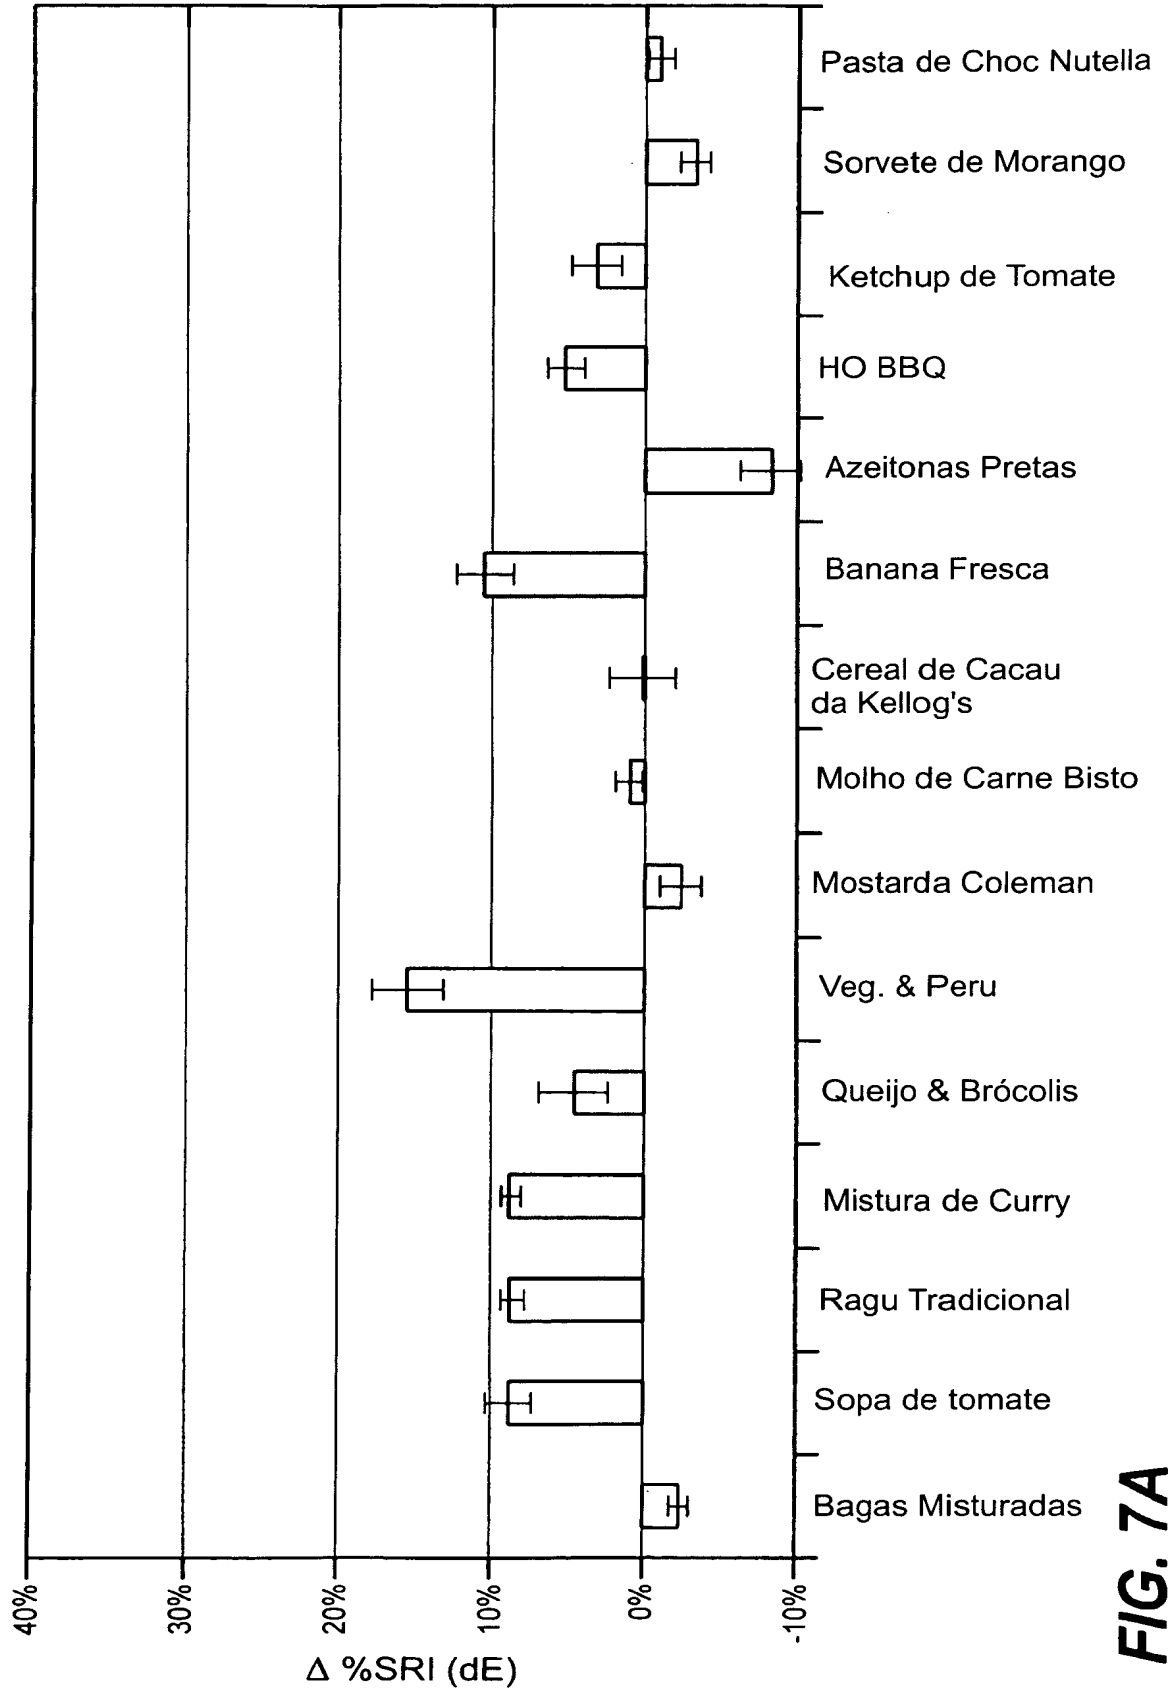 Pasta de Choc Nutella
Sorvete de Morango
Ketchup de Tomate
HO BBQ
Azeitonas Pretas
Banana Fresca
Cereal de Cacau
da Kellog's
Molho de Carne Bisto
Mostarda Coleman
Veg. & Peru
Queijo & Brócolis
Mistura de Curry
Ragu Tradicional
Sopa de tomate
Bagas Misturadas
40%
30%
20%
10%
0%
-10%
Δ %SRI (dE)
FIG. 7A